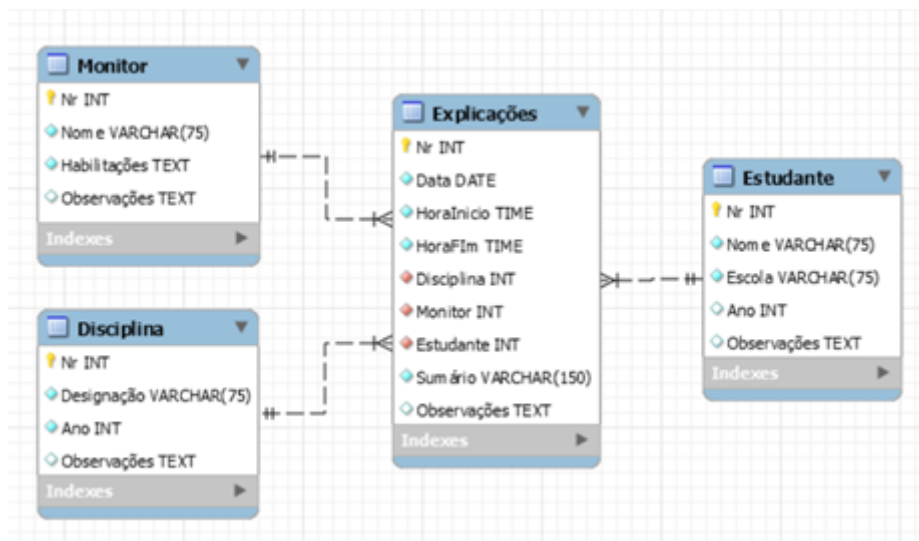 Monitor
Nr INT
Nome VARCHAR(75)
Habilitações TEXT
Observações TEXT
Indexes
Disciplina
Nr INT
Designação VARCHAR(75)
Ano INT
Observações TEXT
Indexes
Explicações
Nr INT
Data DATE
HoraInicio TIME
HoraFIm TIME
Disciplina INT
Monitor INT
Estudante INT
Sumário VARCHAR(150)
Observações TEXT
Indexes
Estudante
Nr INT
Nome VARCHAR(75)
Escola VARCHAR(75)
Ano INT
Observações TEXT
Indexes